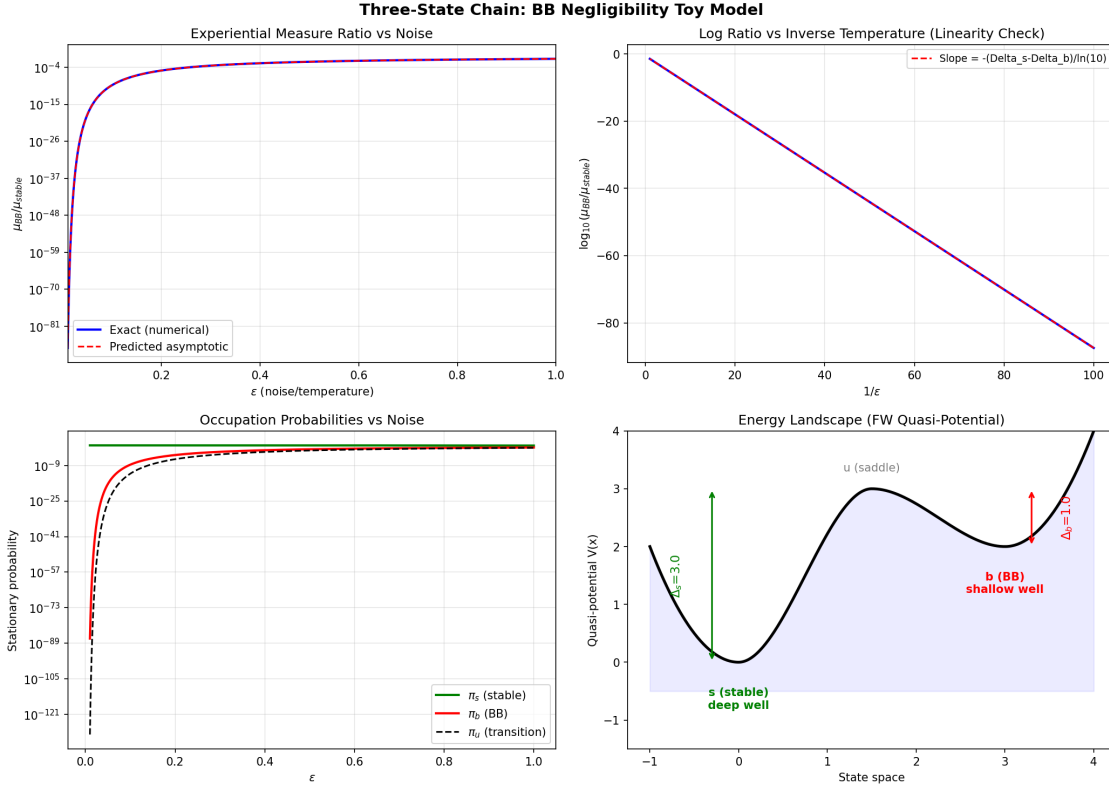 Three-State Chain: BB Negligibility Toy Model
Experiential Measure Ratio vs Noise
μ_BB/μ_stable
10⁻⁴
10⁻¹⁵
10⁻²⁶
10⁻³⁷
10⁻⁴⁸
10⁻⁵⁹
10⁻⁷⁰
10⁻⁸¹
Exact (numerical)
Predicted asymptotic
0.2 0.4 0.6 0.8 1.0
ε (noise/temperature)
Log Ratio vs Inverse Temperature (Linearity Check)
log₁₀(μ_BB/μ_stable)
0
−20
−40
−60
−80
Slope = -(Delta_s-Delta_b)/ln(10)
0 20 40 60 80 100
1/ε
Occupation Probabilities vs Noise
Stationary probability
10⁻⁹
10⁻²⁵
10⁻⁴¹
10⁻⁵⁷
10⁻⁷³
10⁻⁸⁹
10⁻¹⁰⁵
10⁻¹²¹
π_s (stable)
π_b (BB)
π_u (transition)
0.0 0.2 0.4 0.6 0.8 1.0
ε
Energy Landscape (FW Quasi-Potential)
Quasi-potential V(x)
4
3
2
1
0
−1
u (saddle)
Δ_s=3.0
Δ_b=1.0
b (BB)
shallow well
s (stable)
deep well
−1 0 1 2 3 4
State space